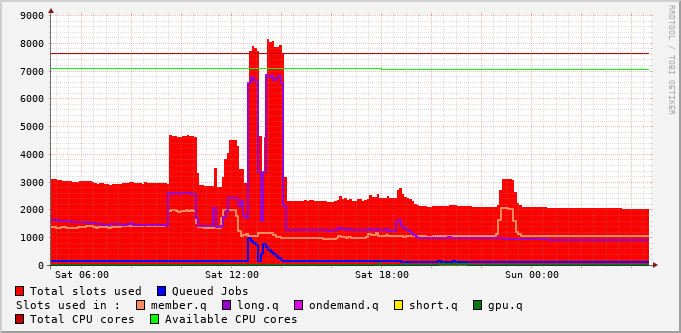 9000
8000
7000
6000
5000
4000
3000
2000
1000
0
Sat 06:00 Sat 12:00 Sat 18:00 Sun 00:00
Total slots used Queued Jobs
Slots used in : member.q long.q ondemand.q short.q gpu.q
Total CPU cores Available CPU cores
RRDTOOL / TOBI OETIKER